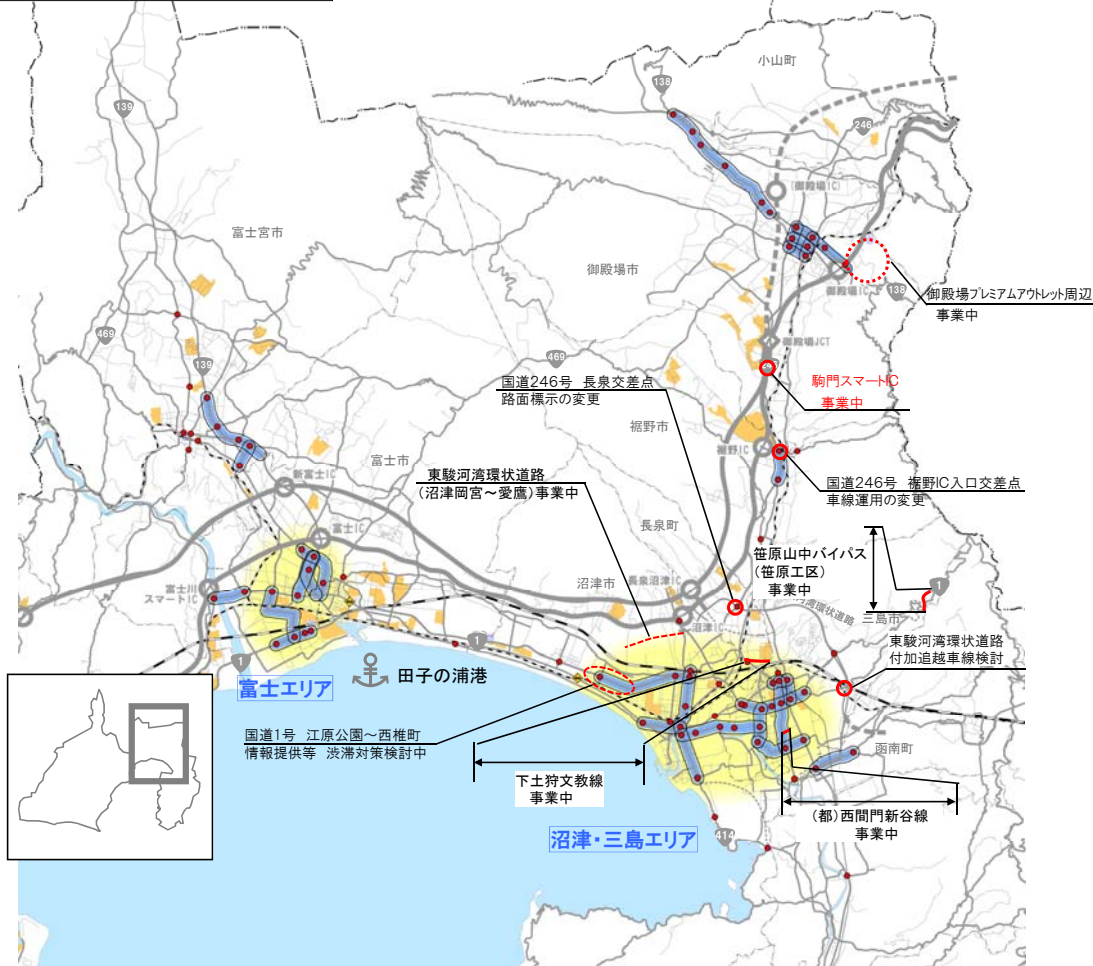 小山町
138
139
246
(御殿場IC)
富士宮市
御殿場市
御殿場IC
138
御殿場プレミアムアウトレット周辺
事業中
469
139
469
御殿場JCT
国道246号 長泉交差点
路面標示の変更
駒門スマートIC
事業中
裾野市
裾野IC
富士市
新富士IC
東駿河湾環状道路
(沼津岡宮~愛鷹)事業中
国道246号 裾野IC入口交差点
車線運用の変更
長泉町
富士IC
笹原山中バイパス
(笹原工区)
事業中
沼津市
長泉沼津IC
富士川
スマートIC
1
河湾環状道路
三島市
沼津IC
1
東駿河湾環状道路
付加追越車線検討
1
田子の浦港
富士エリア
国道1号 江原公園~西椎町
情報提供等 渋滞対策検討中
函南町
下土狩文教線
事業中
(都)西間門新谷線
事業中
沼津・三島エリア
414